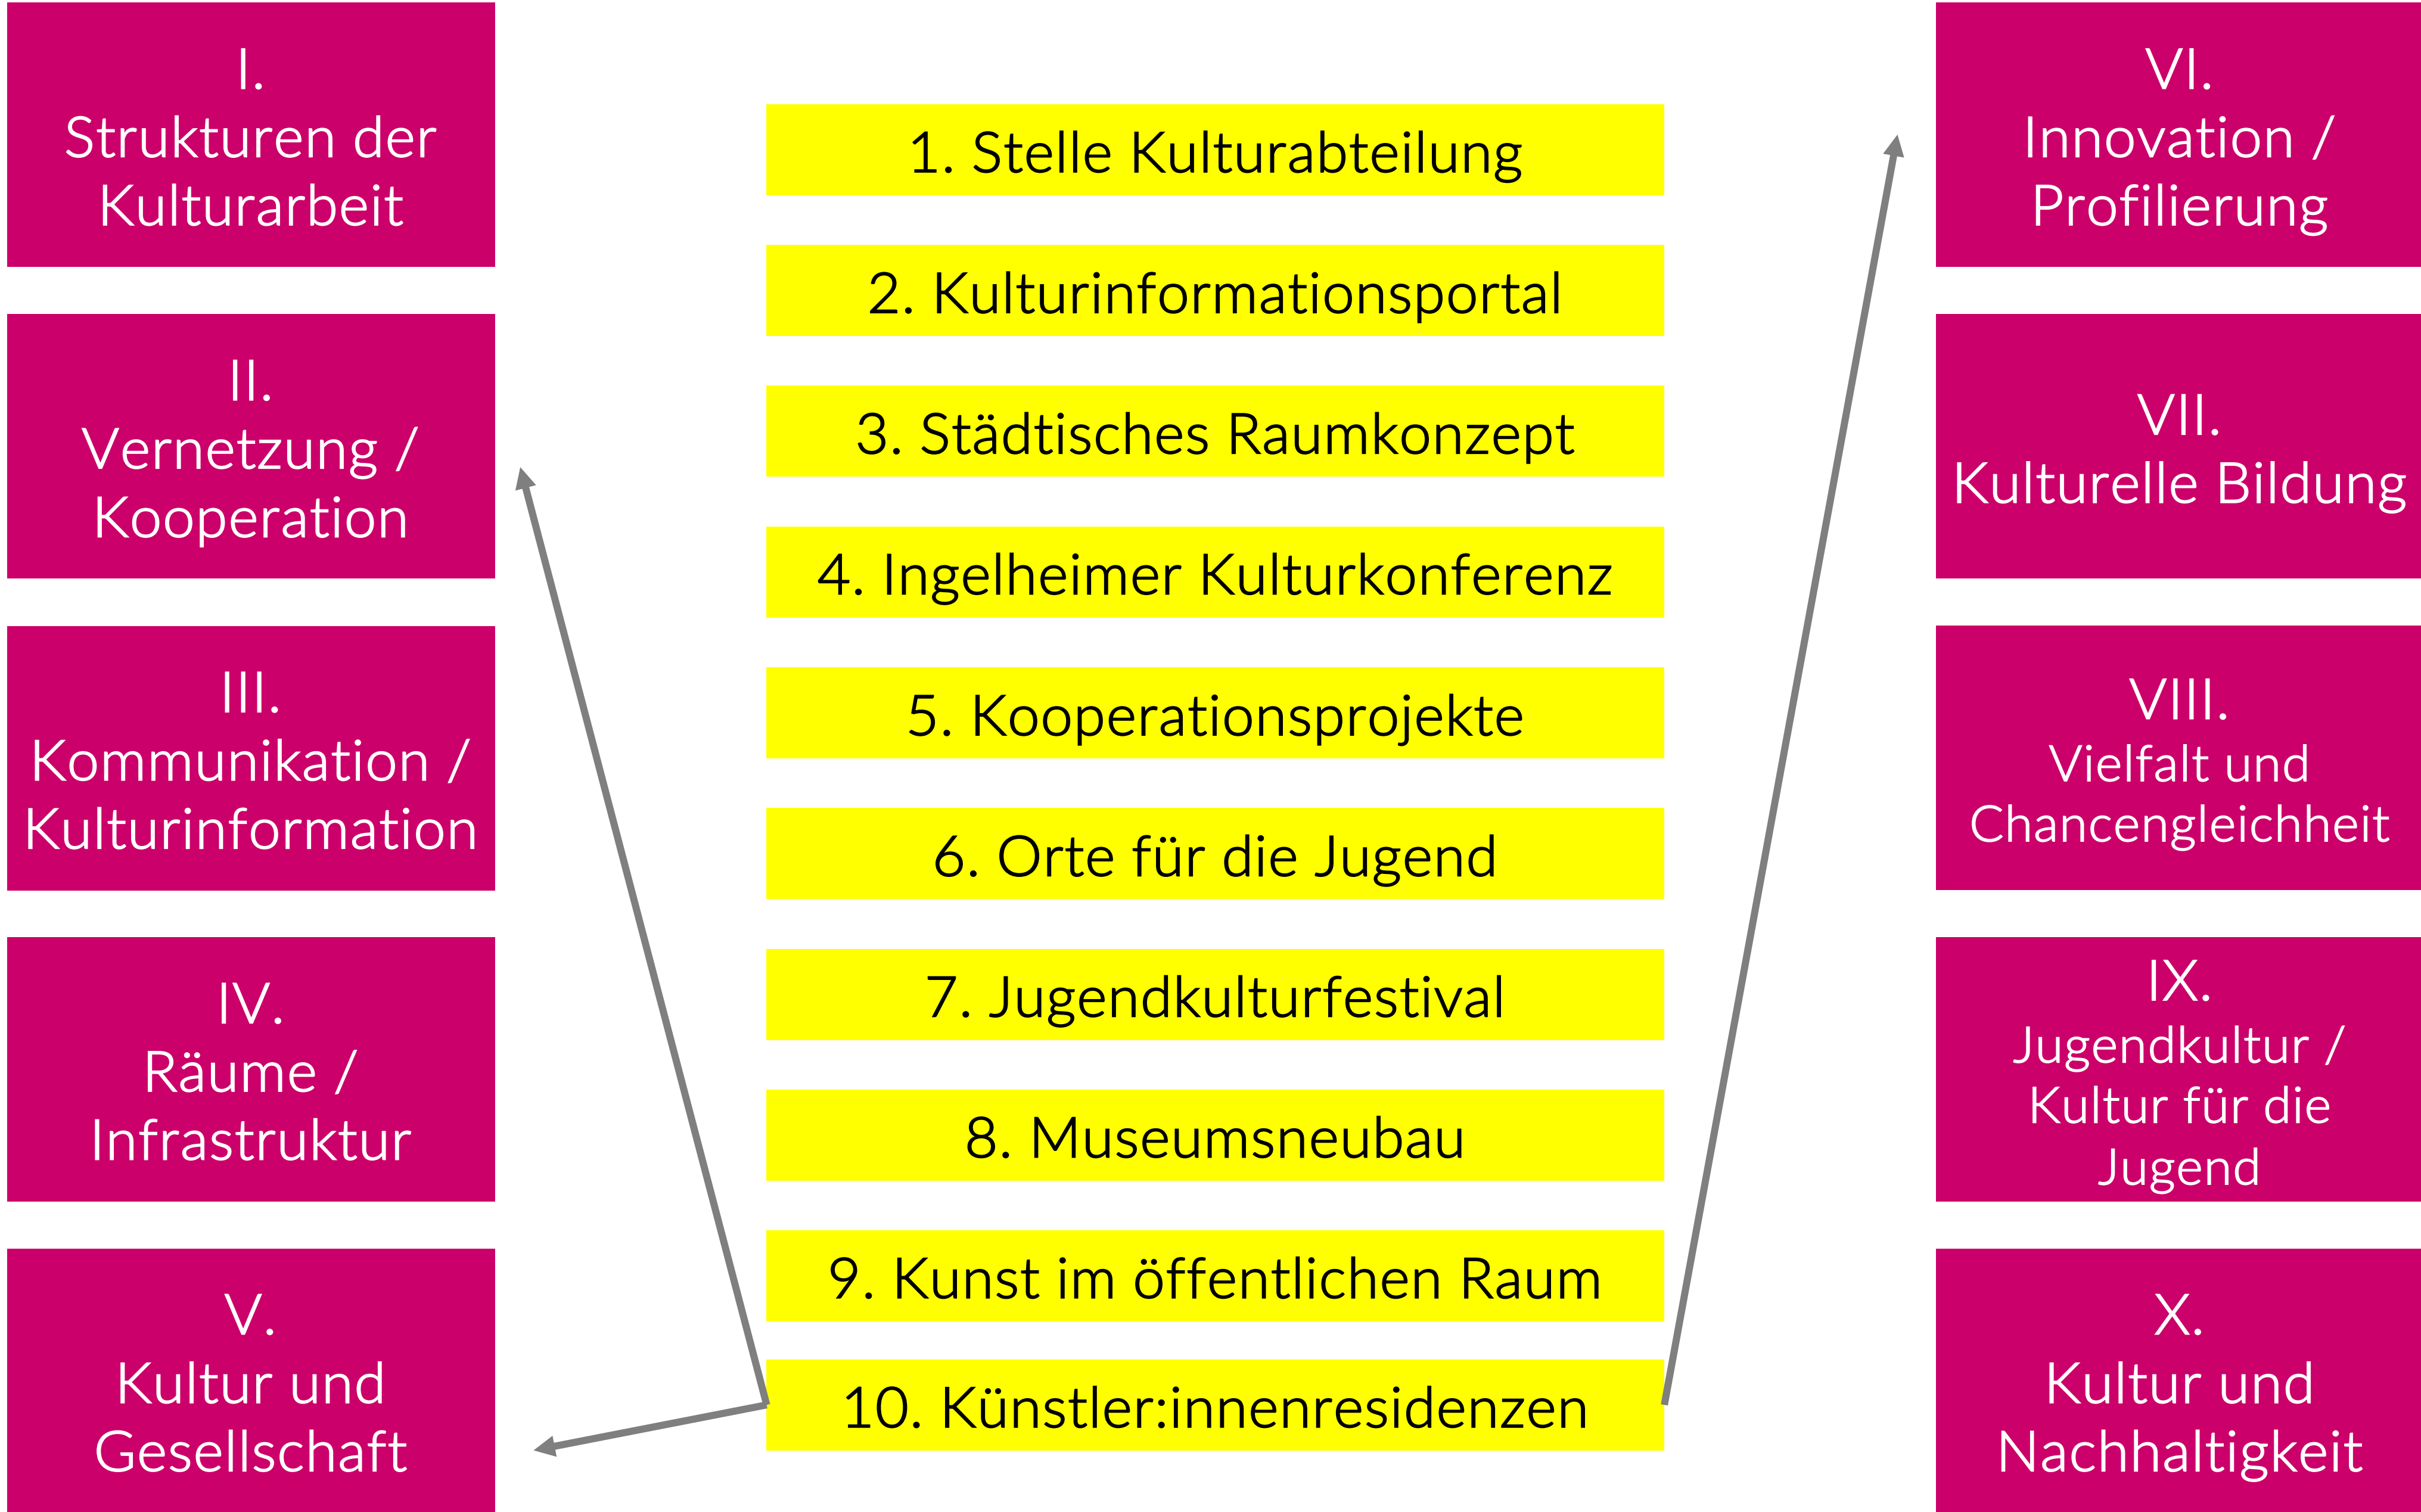 I.
Strukturen der
Kulturarbeit
II.
Vernetzung /
Kooperation
III.
Kommunikation /
Kulturinformation
IV.
Räume /
Infrastruktur
V.
Kultur und
Gesellschaft
1. Stelle Kulturabteilung
2. Kulturinformationsportal
3. Städtisches Raumkonzept
4. Ingelheimer Kulturkonferenz
5. Kooperationsprojekte
6. Orte für die Jugend
7. Jugendkulturfestival
8. Museumsneubau
9. Kunst im öffentlichen Raum
10. Künstler:innenresidenzen
VI.
Innovation /
Profilierung
VII.
Kulturelle Bildung
VIII.
Vielfalt und
Chancengleichheit
IX.
Jugendkultur /
Kultur für die
Jugend
X.
Kultur und
Nachhaltigkeit